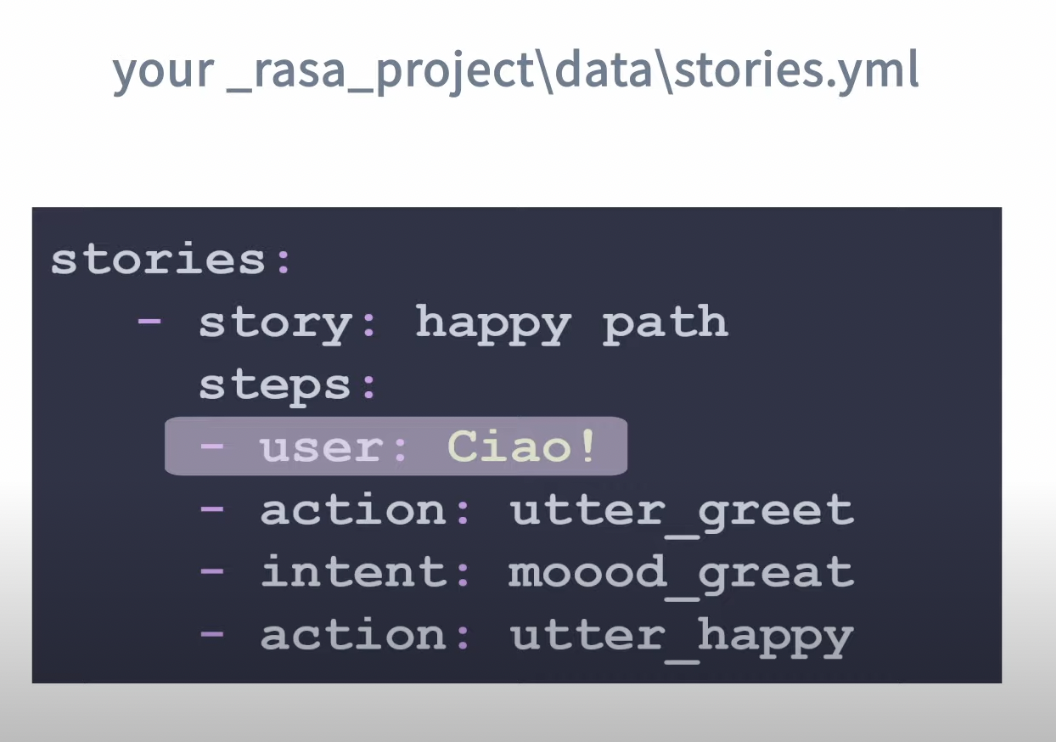 your _rasa_project\data\stories.yml
stories:
- story: happy path
steps:
- user: Ciao!
- action: utter_greet
- intent: moood_great
- action: utter_happy